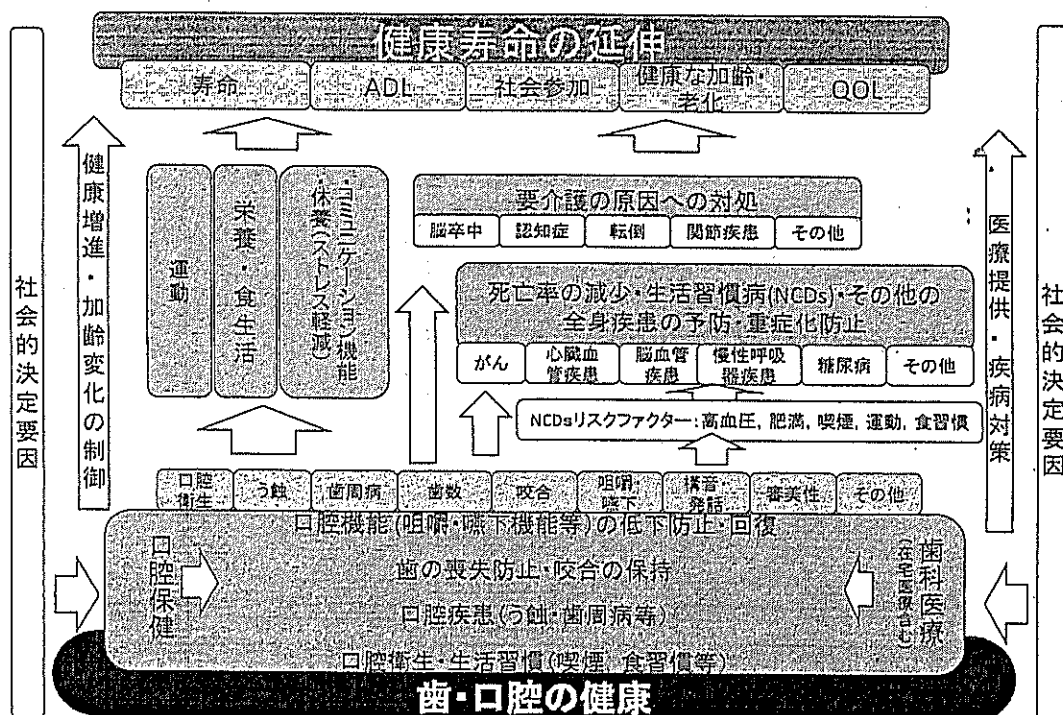 健康寿命の延伸
寿命
ADL
社会参加
健康な加齢・
老化
QOL
社会的決定要因
健康増進・加齢変化の制御
運動
栄養・食生活
・コミュニケーション機能
・休養(ストレス軽減)
要介護の原因への対処
脳卒中
認知症
転倒
関節疾患
その他
死亡率の減少・生活習慣病(NCDs)・その他の
全身疾患の予防・重症化防止
がん
心臓血
管疾患
脳血管
疾患
慢性呼吸
器疾患
糖尿病
その他
NCDsリスクファクター:高血圧, 肥満, 喫煙, 運動, 食習慣
医療提供・疾病対策
社会的決定要因
口腔
衛生
う蝕
歯周病
歯数
咬合
咀嚼・
嚥下
構音・
発話
審美性
その他
口腔機能(咀嚼・嚥下機能等)の低下防止・回復
口腔保健
歯の喪失防止・咬合の保持
歯科医療
(在宅医療含む)
口腔疾患(う蝕・歯周病等)
口腔衛生・生活習慣(喫煙、食習慣等)
歯・口腔の健康